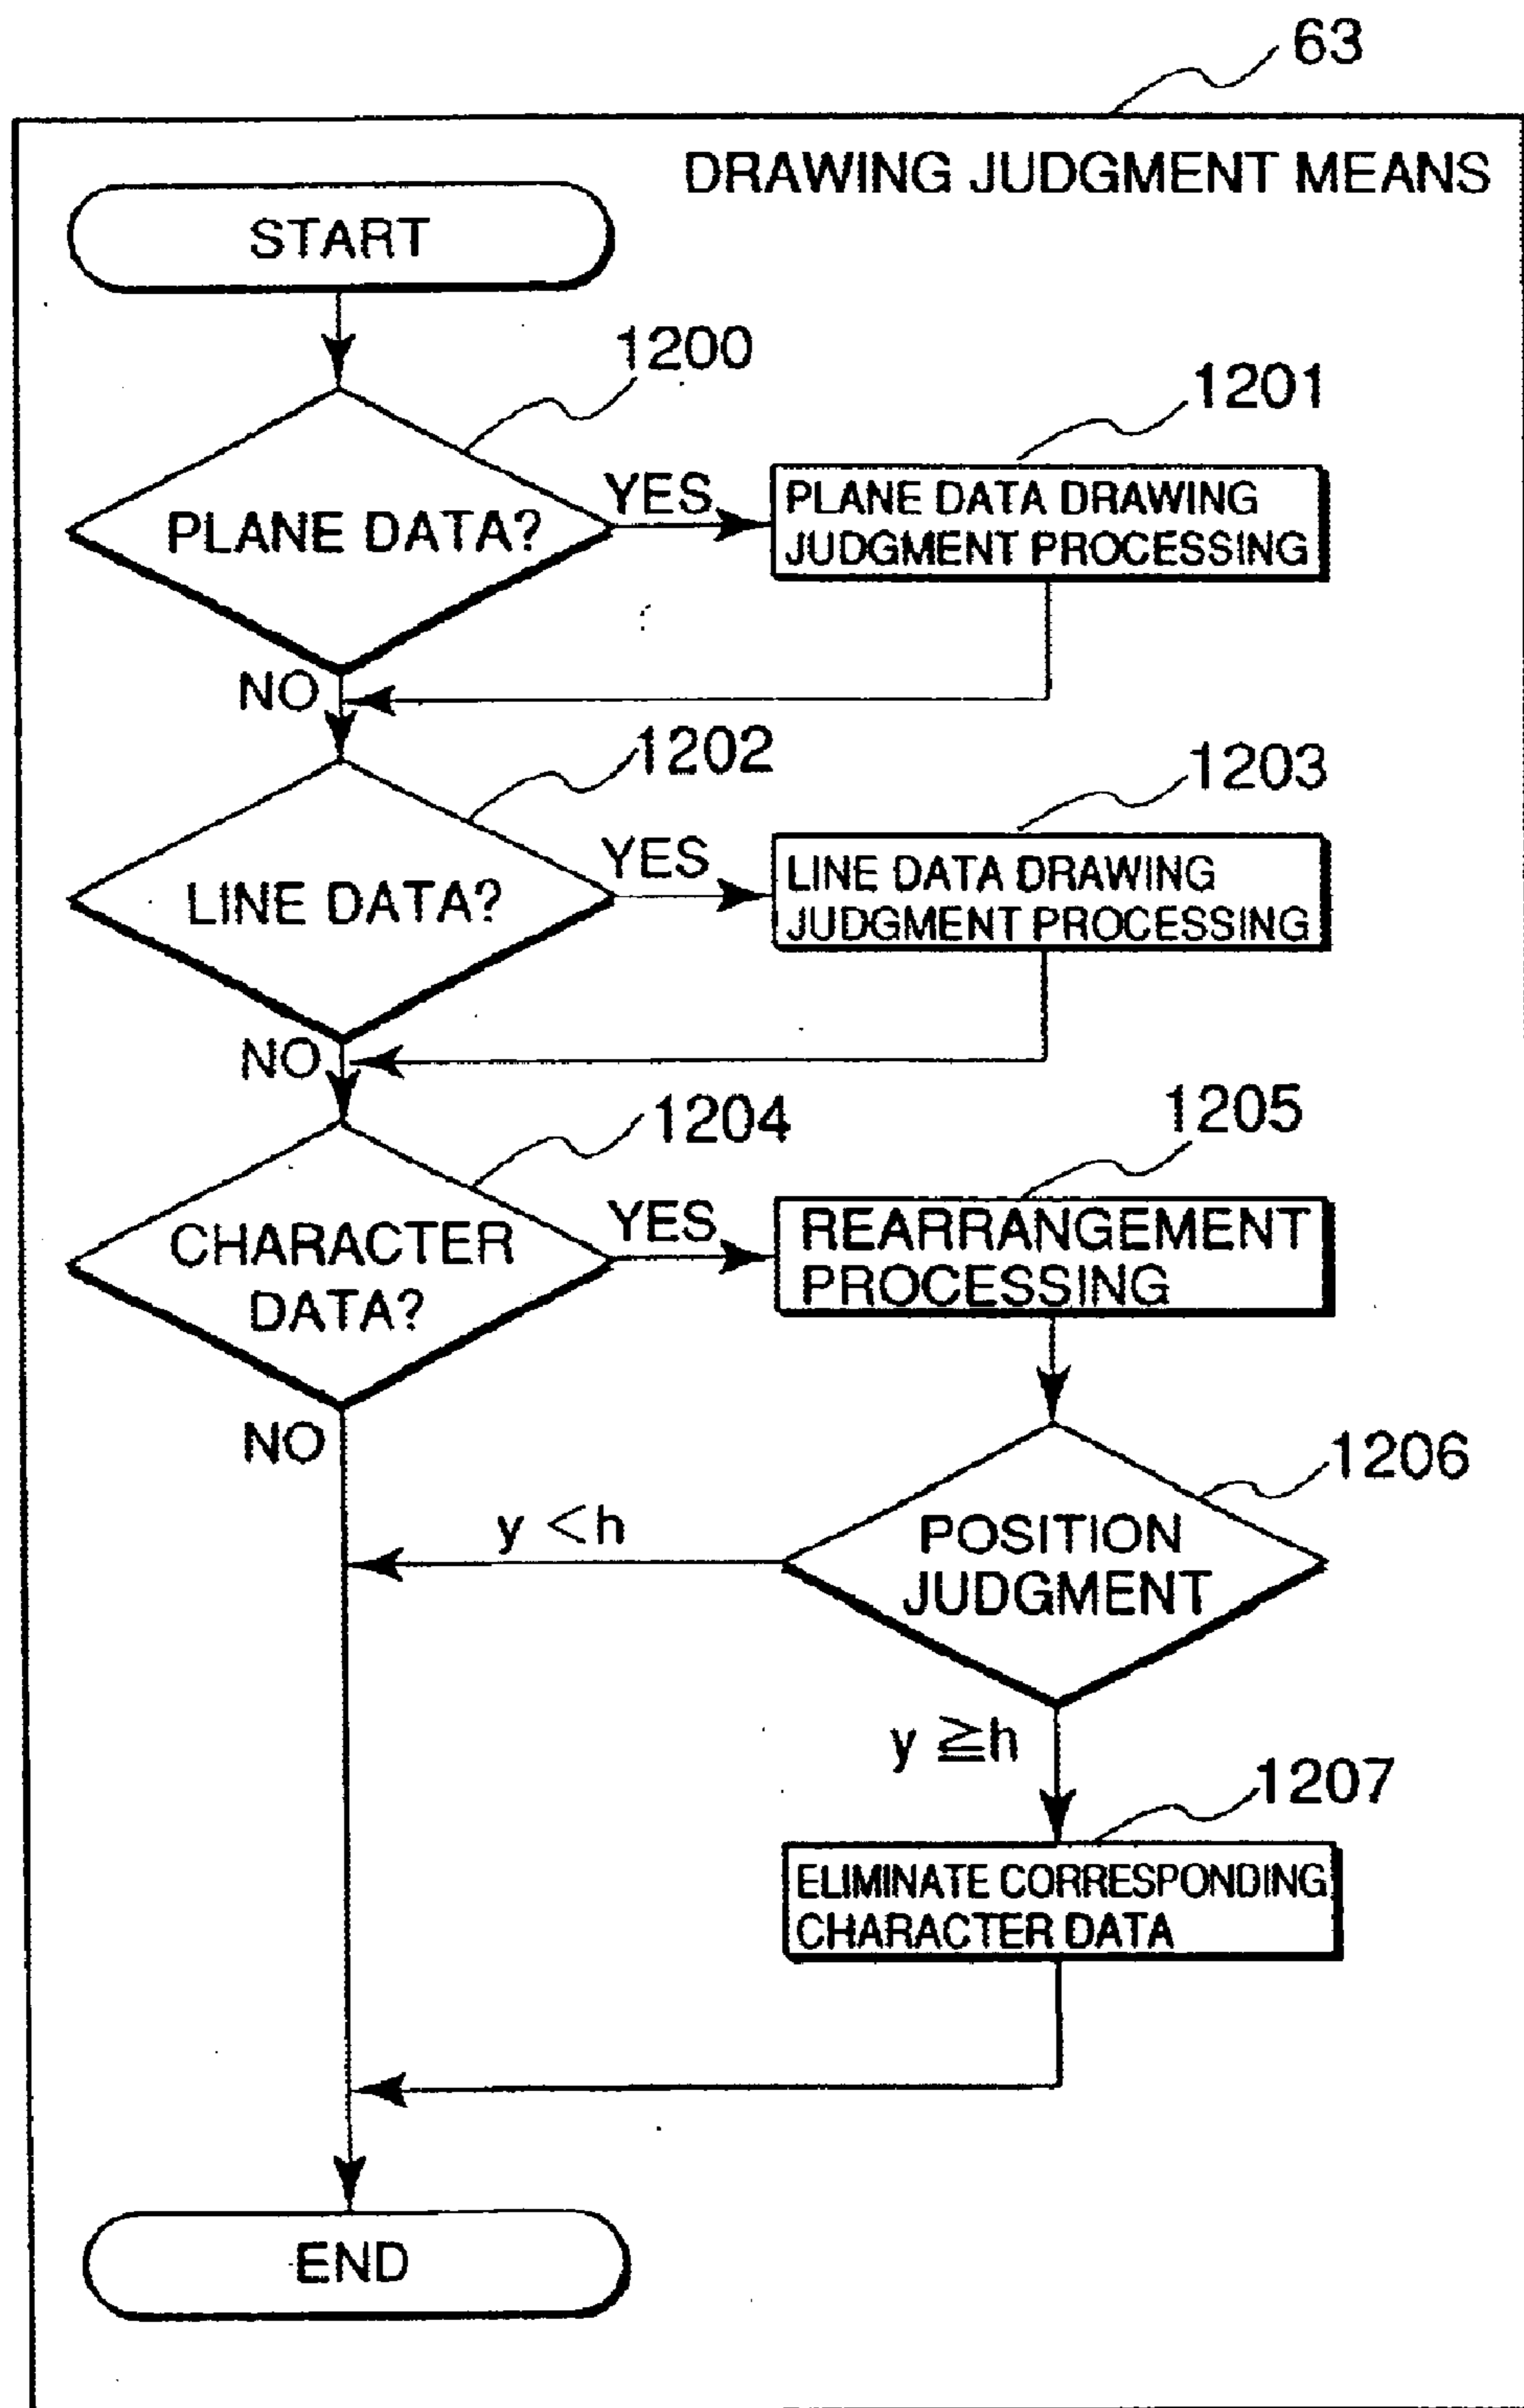 63
DRAWING JUDGMENT MEANS
START
1200
1201
PLANE DATA?
YES
PLANE DATA DRAWING
JUDGMENT PROCESSING
NO
1202
1203
LINE DATA?
YES
LINE DATA DRAWING
JUDGMENT PROCESSING
NO
1204
1205
CHARACTER
DATA?
YES
REARRANGEMENT
PROCESSING
NO
1206
POSITION
JUDGMENT
y <h
y ≧h
1207
ELIMINATE CORRESPONDING
CHARACTER DATA
END